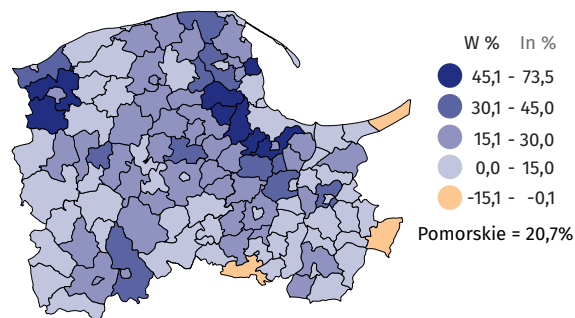 W % In %
45,1 - 73,5
30,1 - 45,0
15,1 - 30,0
0,0 - 15,0
-15,1 - -0,1
Pomorskie = 20,7%